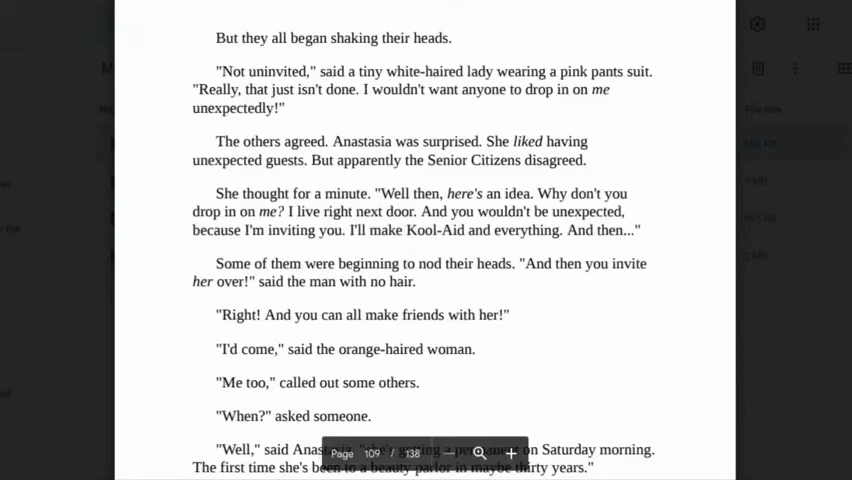 But they all began shaking their heads.
"Not uninvited," said a tiny white-haired lady wearing a pink pants suit.
"Really, that just isn't done. I wouldn't want anyone to drop in on me
unexpectedly!"
The others agreed. Anastasia was surprised. She liked having
unexpected guests. But apparently the Senior Citizens disagreed.
She thought for a minute. "Well then, here's an idea. Why don't you
drop in on me? I live right next door. And you wouldn't be unexpected,
because I'm inviting you. I'll make Kool-Aid and everything. And then..."
Some of them were beginning to nod their heads. "And then you invite
her over!" said the man with no hair.
"Right! And you can all make friends with her!"
"I'd come," said the orange-haired woman.
"Me too," called out some others.
"When?" asked someone.
"Well," said Anastasia, "she's getting a permanent on Saturday morning.
The first time she's been to a beauty parlor in maybe thirty years."
Page 109 / 138
File size